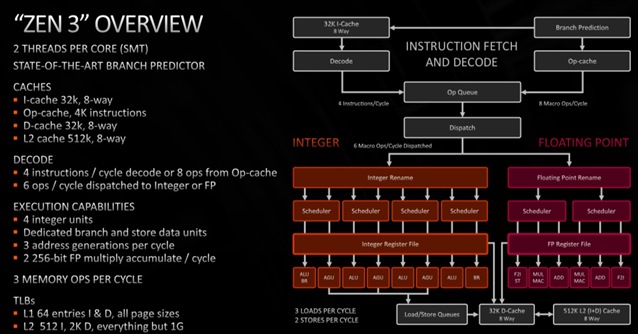 "ZEN 3" OVERVIEW
2 THREADS PER CORE (SMT)
STATE-OF-THE-ART BRANCH PREDICTOR
CACHES
▪ I-cache 32k, 8-way
▪ Op-cache, 4K instructions
▪ D-cache 32k, 8-way
▪ L2 cache 512k, 8-way
DECODE
▪ 4 instructions / cycle decode or 8 ops from Op-cache
▪ 6 ops / cycle dispatched to Integer or FP
EXECUTION CAPABILITIES
▪ 4 integer units
▪ Dedicated branch and store data units
▪ 3 address generations per cycle
▪ 2 256-bit FP multiply accumulate / cycle
3 MEMORY OPS PER CYCLE
TLBs
▪ L1 64 entries I & D, all page sizes
▪ L2 512 I, 2K D, everything but 1G
32K I-Cache
8 Way
Branch Prediction
INSTRUCTION FETCH
AND DECODE
Decode
Op-cache
Op Queue
4 Instructions/Cycle
8 Macro Ops/Cycle
Dispatch
INTEGER
6 Macro Ops/Cycle Dispatched
FLOATING POINT
Integer Rename
Floating Point Rename
Scheduler
Scheduler
Scheduler
Scheduler
Scheduler
Scheduler
Integer Register File
FP Register File
ALU
BR
AGU
ALU
AGU
ALU
AGU
ALU
BR
F2I
ST
MUL
MAC
ADD
MUL
MAC
ADD
F2I
3 LOADS PER CYCLE
2 STORES PER CYCLE
Load/Store Queues
32K D-Cache
8 Way
512K L2 (I+D) Cache
8 Way